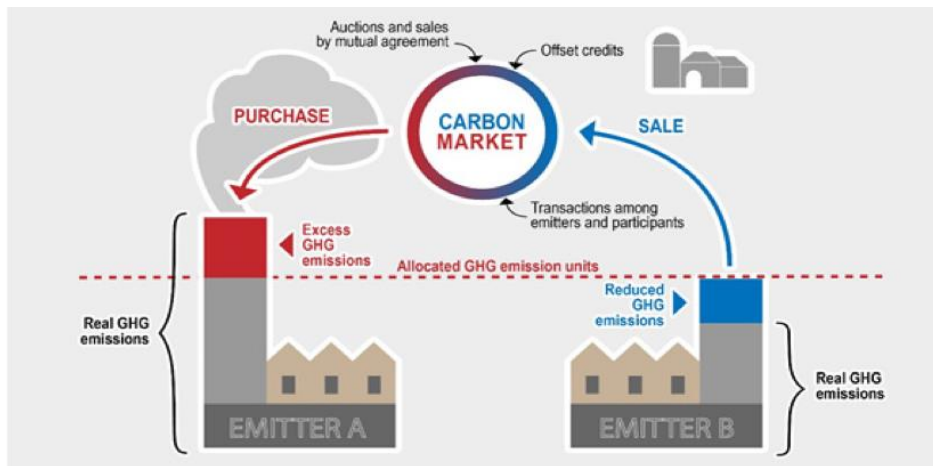 Auctions and sales
by mutual agreement
Offset credits
PURCHASE
CARBON
MARKET
SALE
Transactions among
emitters and participants
Excess
GHG
emissions
Allocated GHG emission units
Reduced
GHG
emissions
Real GHG
emissions
Real GHG
emissions
EMITTER A
EMITTER B